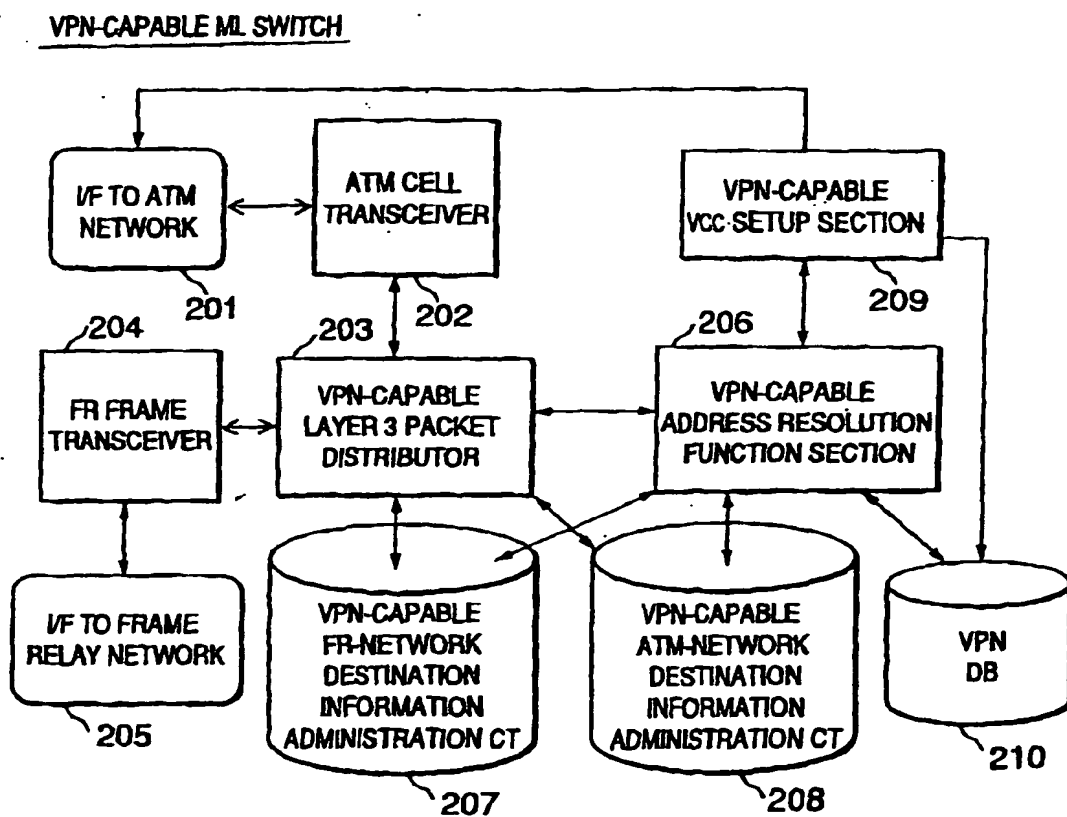 VPN-CAPABLE ML SWITCH
I/F TO ATM
NETWORK
201
ATM CELL
TRANSCEIVER
202
VPN-CAPABLE
VCC SETUP SECTION
209
204
FR FRAME
TRANSCEIVER
203
VPN-CAPABLE
LAYER 3 PACKET
DISTRIBUTOR
206
VPN-CAPABLE
ADDRESS RESOLUTION
FUNCTION SECTION
I/F TO FRAME
RELAY NETWORK
205
VPN-CAPABLE
FR-NETWORK
DESTINATION
INFORMATION
ADMINISTRATION CT
207
VPN-CAPABLE
ATM-NETWORK
DESTINATION
INFORMATION
ADMINISTRATION CT
208
VPN
DB
210